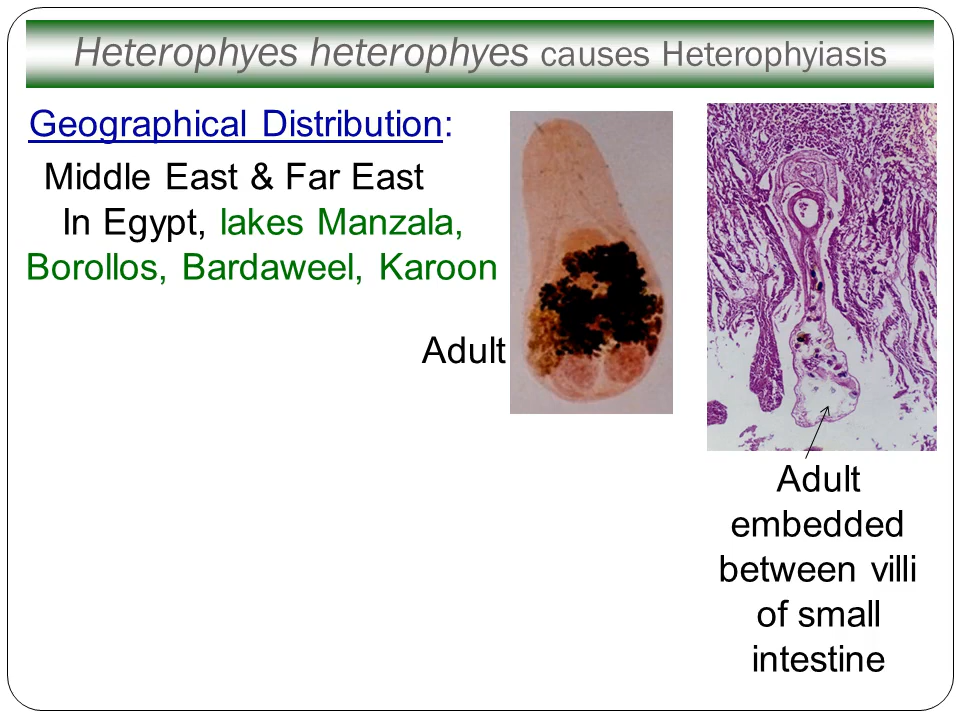 Heterophyes heterophyes causes Heterophyiasis
Geographical Distribution:
Middle East & Far East
In Egypt, lakes Manzala,
Borollos, Bardaweel, Karoon
Adult
Adult
embedded
between villi
of small
intestine